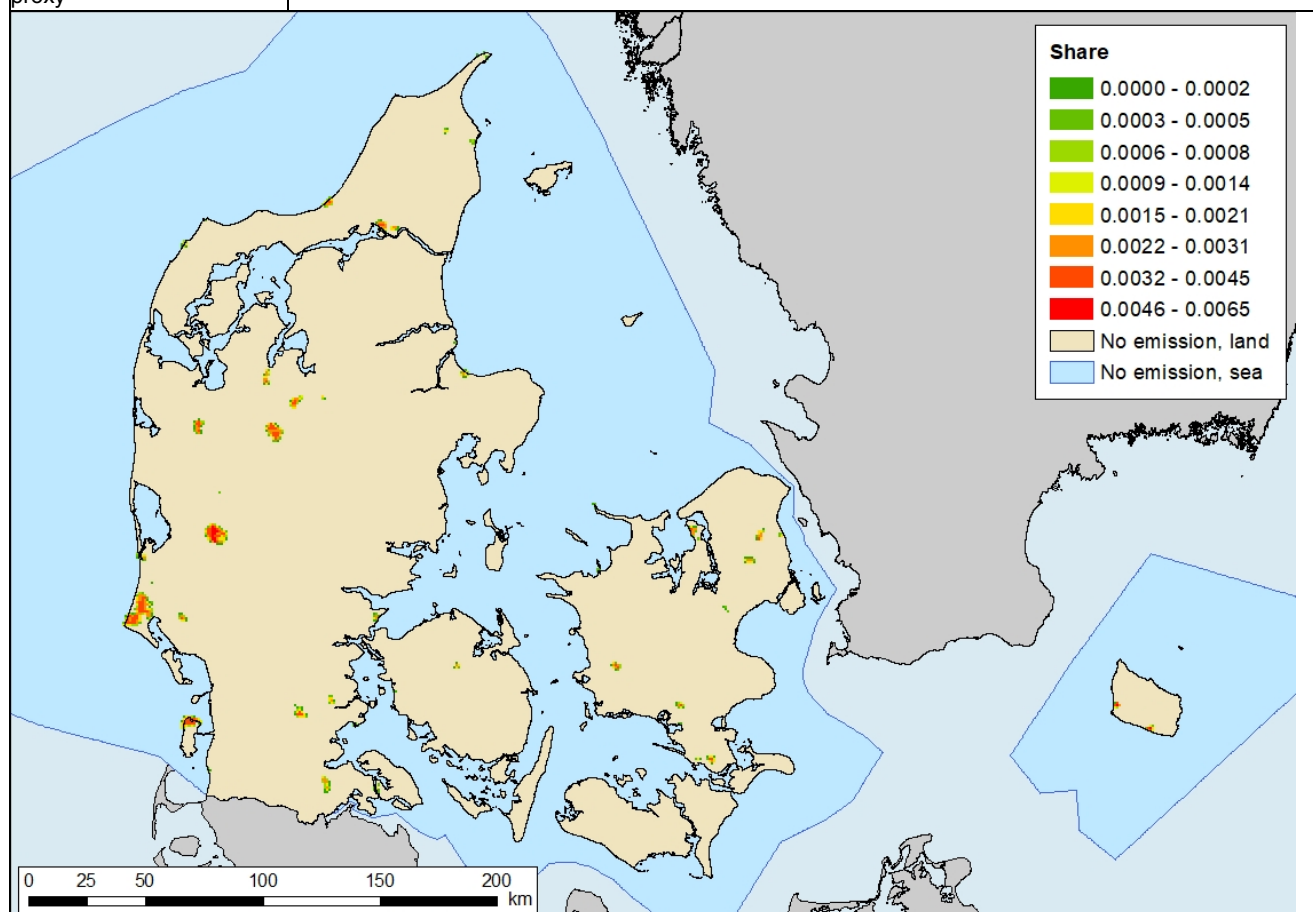 proxy
Share
0.0000 - 0.0002
0.0003 - 0.0005
0.0006 - 0.0008
0.0009 - 0.0014
0.0015 - 0.0021
0.0022 - 0.0031
0.0032 - 0.0045
0.0046 - 0.0065
No emission, land
No emission, sea
0 25 50 100 150 200
km